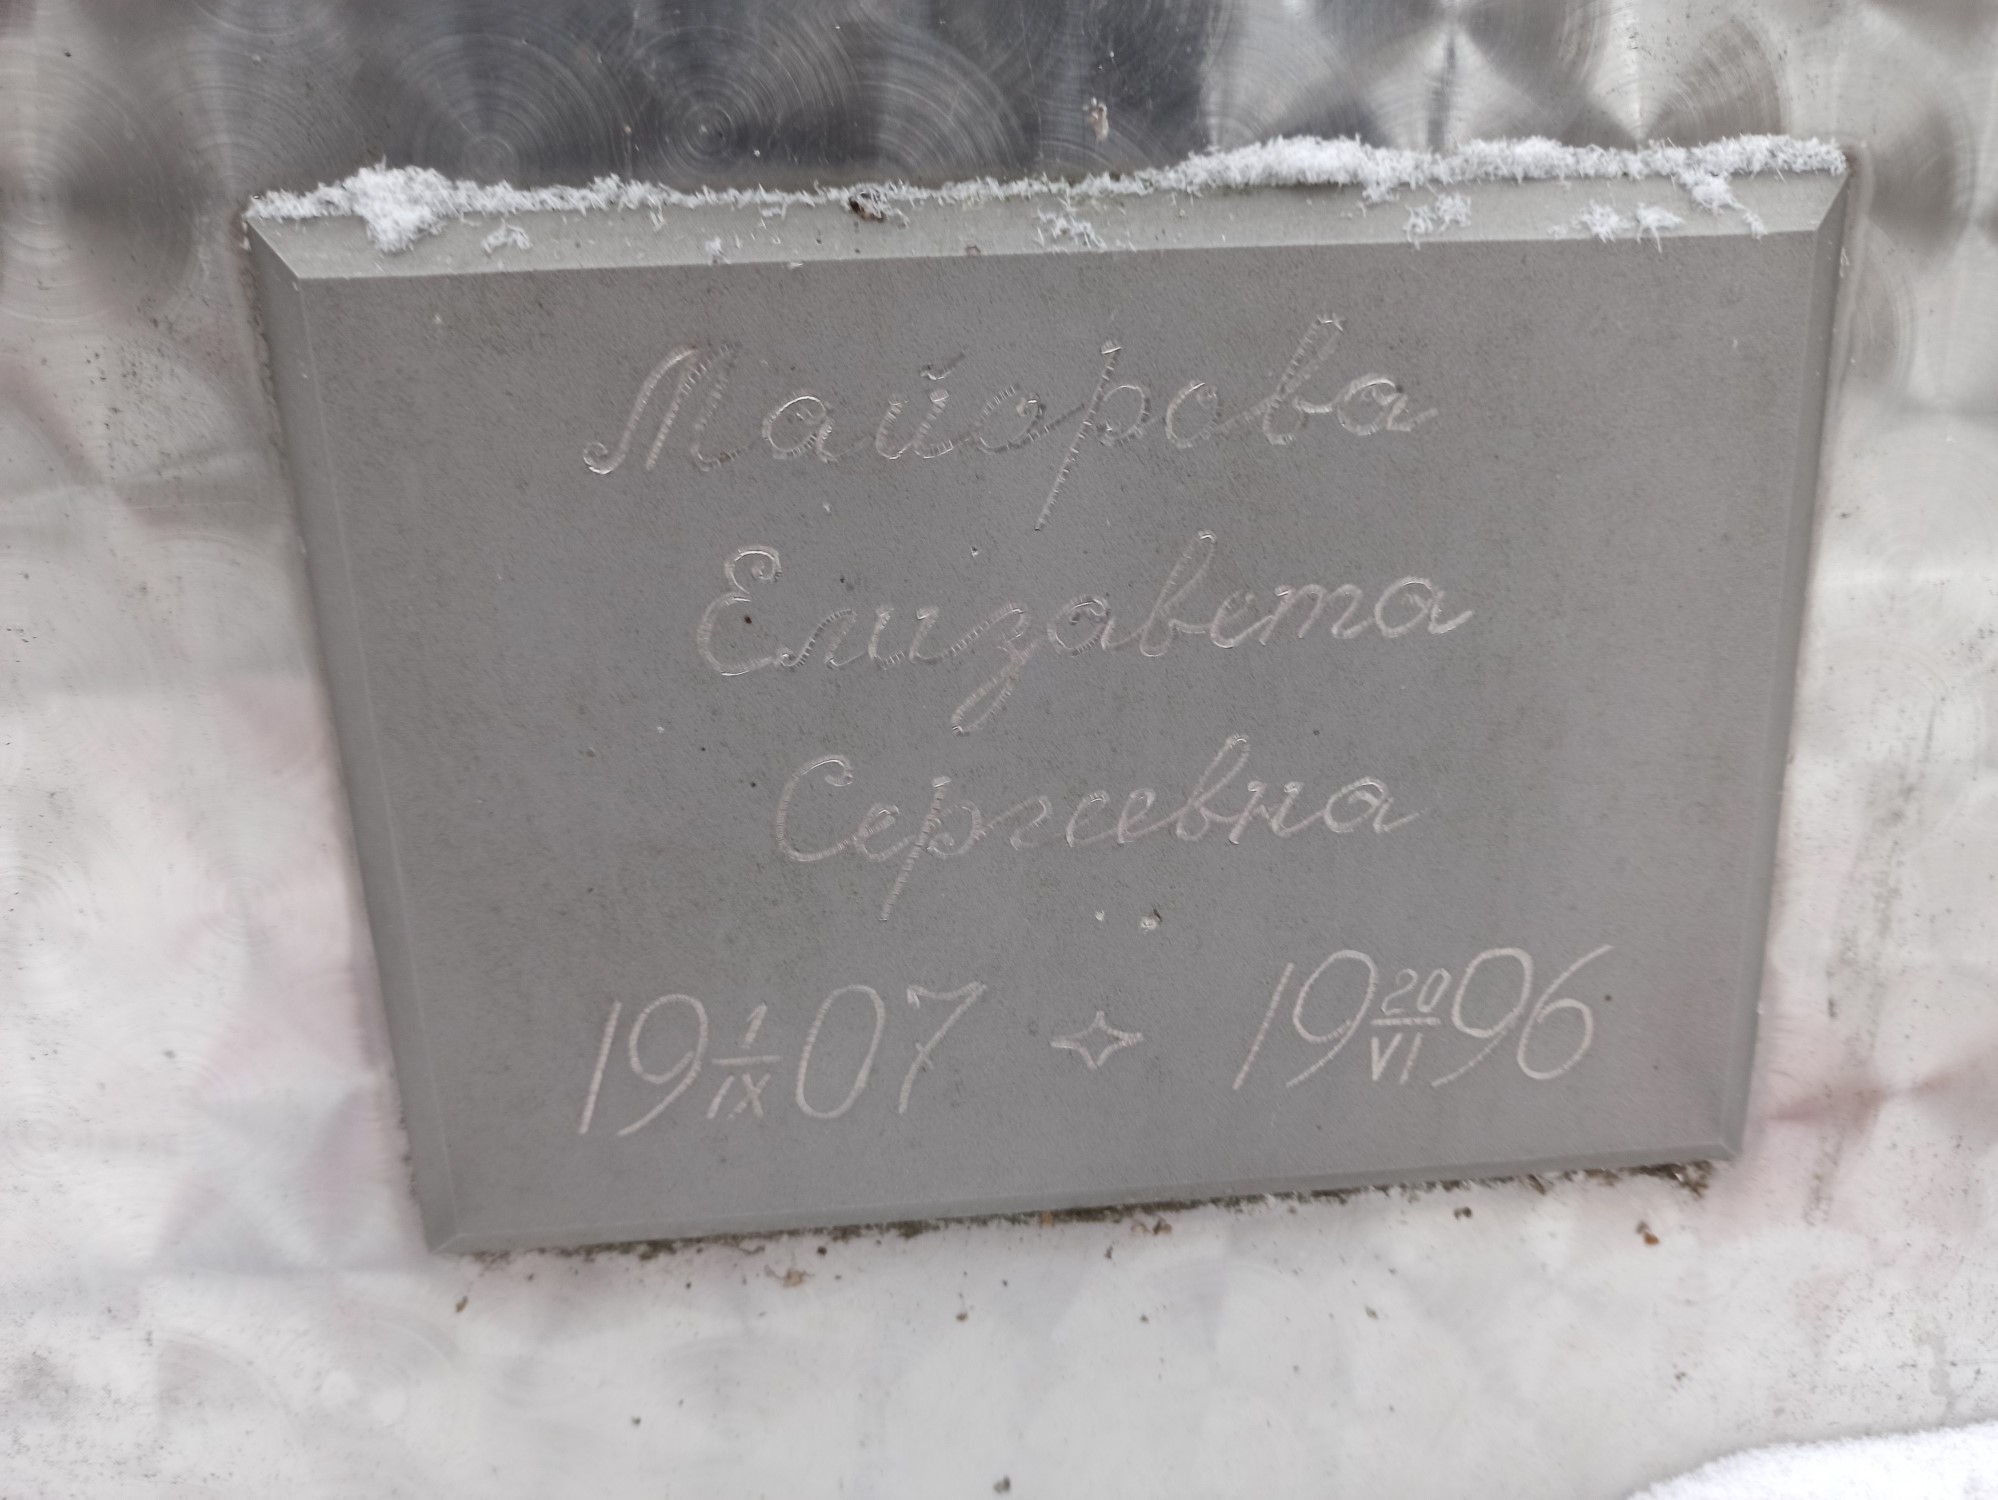 Майорова
Елизавета
Сергеевна
19 1/IX 07 19 20/VI 96